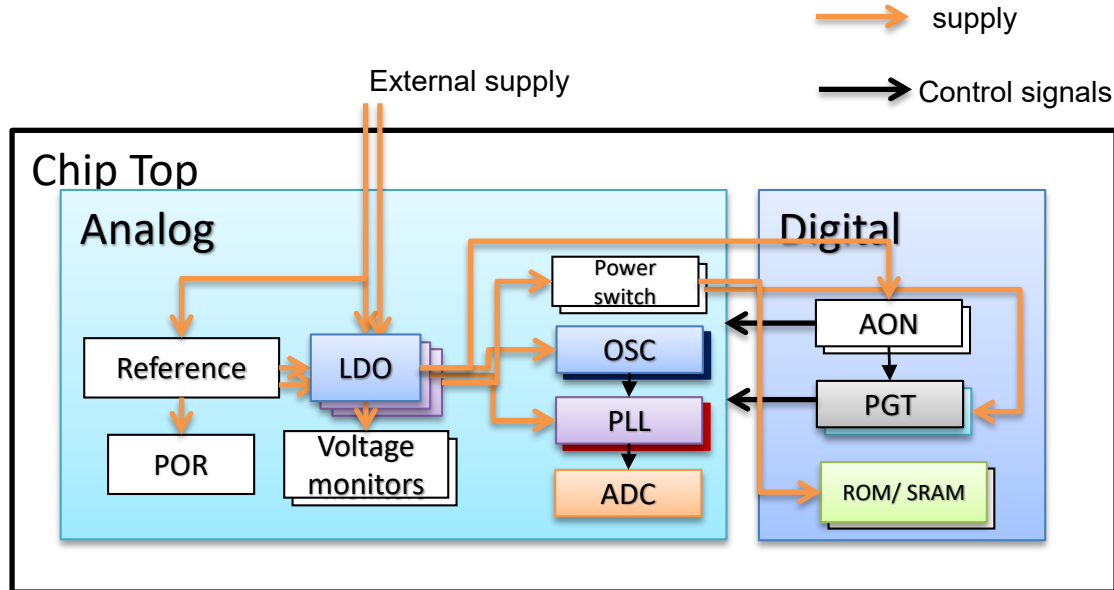 supply
External supply
Control signals
Chip Top
Analog
Digital
Power
switch
AON
Reference
LDO
OSC
PGT
PLL
POR
Voltage
monitors
ADC
ROM/ SRAM